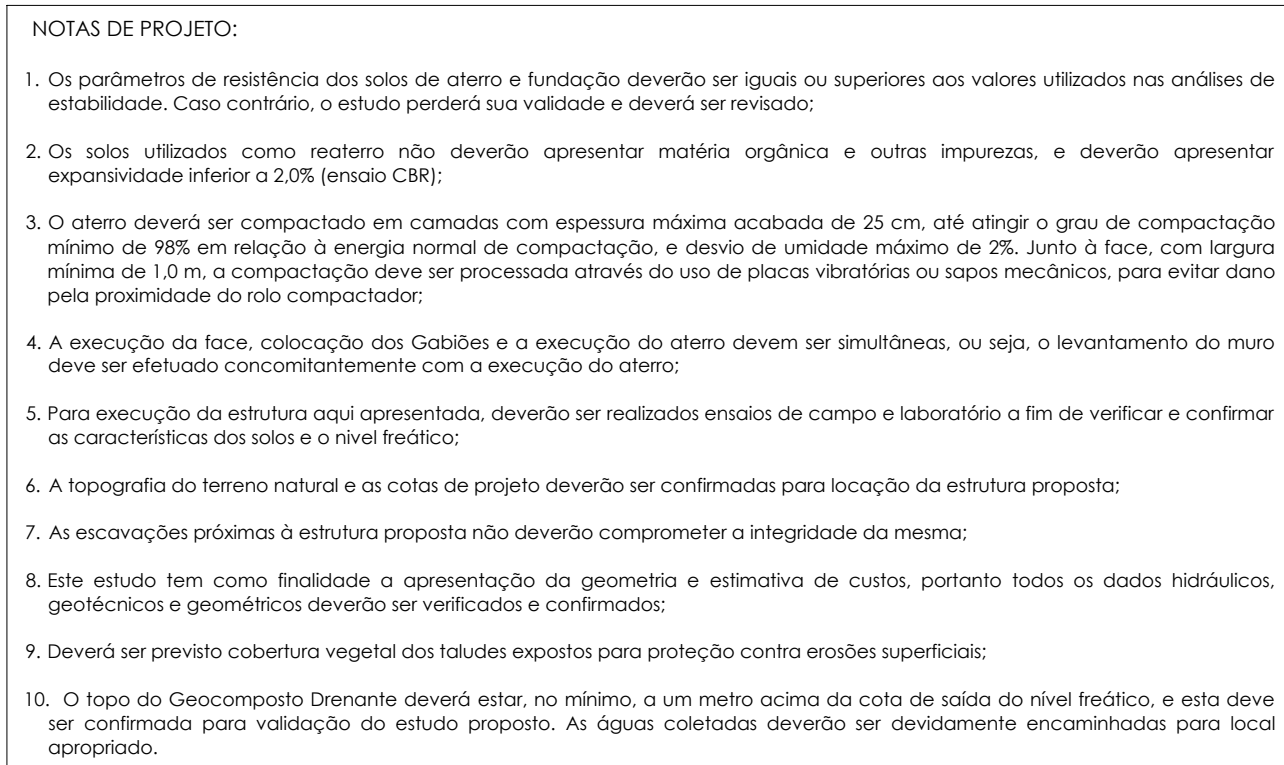 NOTAS DE PROJETO:
1. Os parâmetros de resistência dos solos de aterro e fundação deverão ser iguais ou superiores aos valores utilizados nas análises de
estabilidade. Caso contrário, o estudo perderá sua validade e deverá ser revisado;
2. Os solos utilizados como reaterro não deverão apresentar matéria orgânica e outras impurezas, e deverão apresentar
expansividade inferior a 2,0% (ensaio CBR);
3. O aterro deverá ser compactado em camadas com espessura máxima acabada de 25 cm, até atingir o grau de compactação
mínimo de 98% em relação à energia normal de compactação, e desvio de umidade máximo de 2%. Junto à face, com largura
mínima de 1,0 m, a compactação deve ser processada através do uso de placas vibratórias ou sapos mecânicos, para evitar dano
pela proximidade do rolo compactador;
4. A execução da face, colocação dos Gabiões e a execução do aterro devem ser simultâneas, ou seja, o levantamento do muro
deve ser efetuado concomitantemente com a execução do aterro;
5. Para execução da estrutura aqui apresentada, deverão ser realizados ensaios de campo e laboratório a fim de verificar e confirmar
as características dos solos e o nivel freático;
6. A topografia do terreno natural e as cotas de projeto deverão ser confirmadas para locação da estrutura proposta;
7. As escavações próximas à estrutura proposta não deverão comprometer a integridade da mesma;
8. Este estudo tem como finalidade a apresentação da geometria e estimativa de custos, portanto todos os dados hidráulicos,
geotécnicos e geométricos deverão ser verificados e confirmados;
9. Deverá ser previsto cobertura vegetal dos taludes expostos para proteção contra erosões superficiais;
10. O topo do Geocomposto Drenante deverá estar, no mínimo, a um metro acima da cota de saída do nível freático, e esta deve
ser confirmada para validação do estudo proposto. As águas coletadas deverão ser devidamente encaminhadas para local
apropriado.